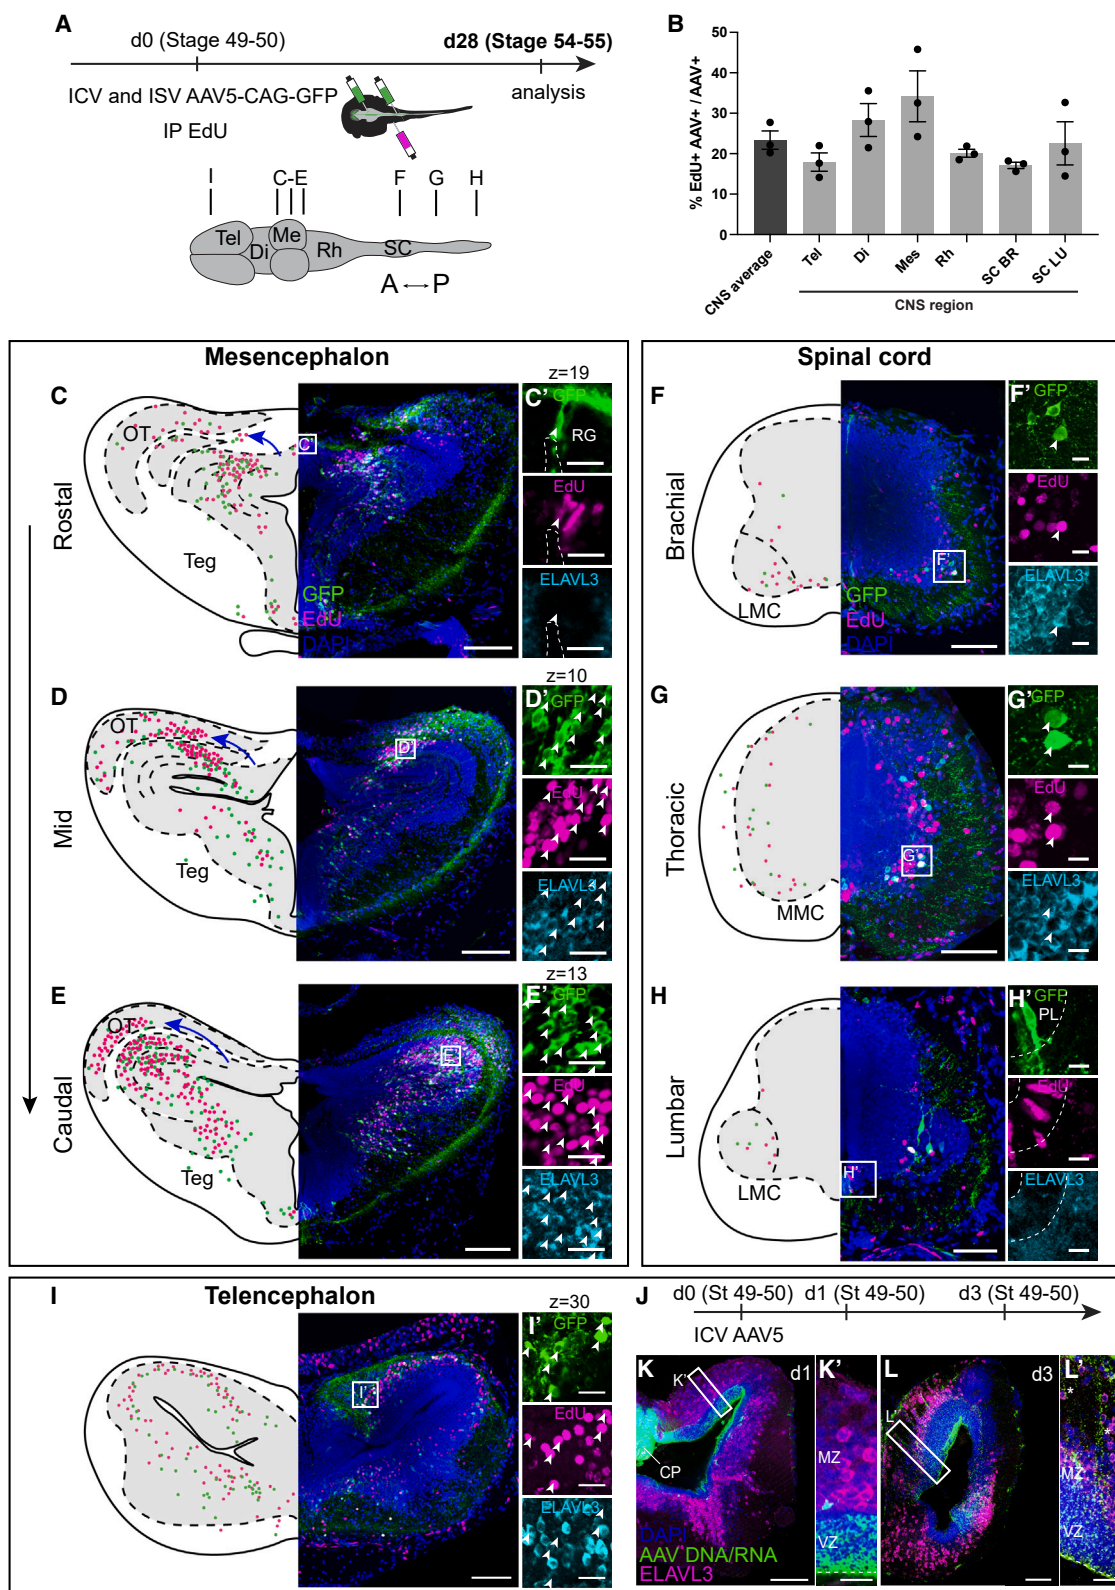 A
d0 (Stage 49-50)
d28 (Stage 54-55)
ICV and ISV AAV5-CAG-GFP
IP EdU
analysis
I
C-E
F
G
H
Tel
Di
Me
Rh
SC
A
P
B
% EdU+ AAV+ / AAV+
50
40
30
20
10
0
CNS average
Tel
Di
Mes
Rh
SC BR
SC LU
CNS region
Mesencephalon
Rostal
Mid
Caudal
C
OT
Teg
C'
GFP
EdU
DAPI
z=19
C'
GFP
RG
EdU
ELAVL3
D
OT
Teg
D'
z=10
D'
GFP
EdU
ELAVL3
E
OT
Teg
E'
z=13
E'
GFP
EdU
ELAVL3
Spinal cord
Brachial
F
LMC
F'
GFP
EdU
DAPI
F'
GFP
EdU
ELAVL3
Thoracic
G
MMC
G'
G'
GFP
EdU
ELAVL3
Lumbar
H
LMC
H'
H'
GFP
PL
EdU
ELAVL3
I
Telencephalon
I'
z=30
I'
GFP
EdU
ELAVL3
J
d0 (St 49-50)
d1 (St 49-50)
d3 (St 49-50)
ICV AAV5
K
K'
d1
CP
DAPI
AAV DNA/RNA
ELAVL3
K'
MZ
VZ
L
d3
L'
L'
*
*
MZ
VZ